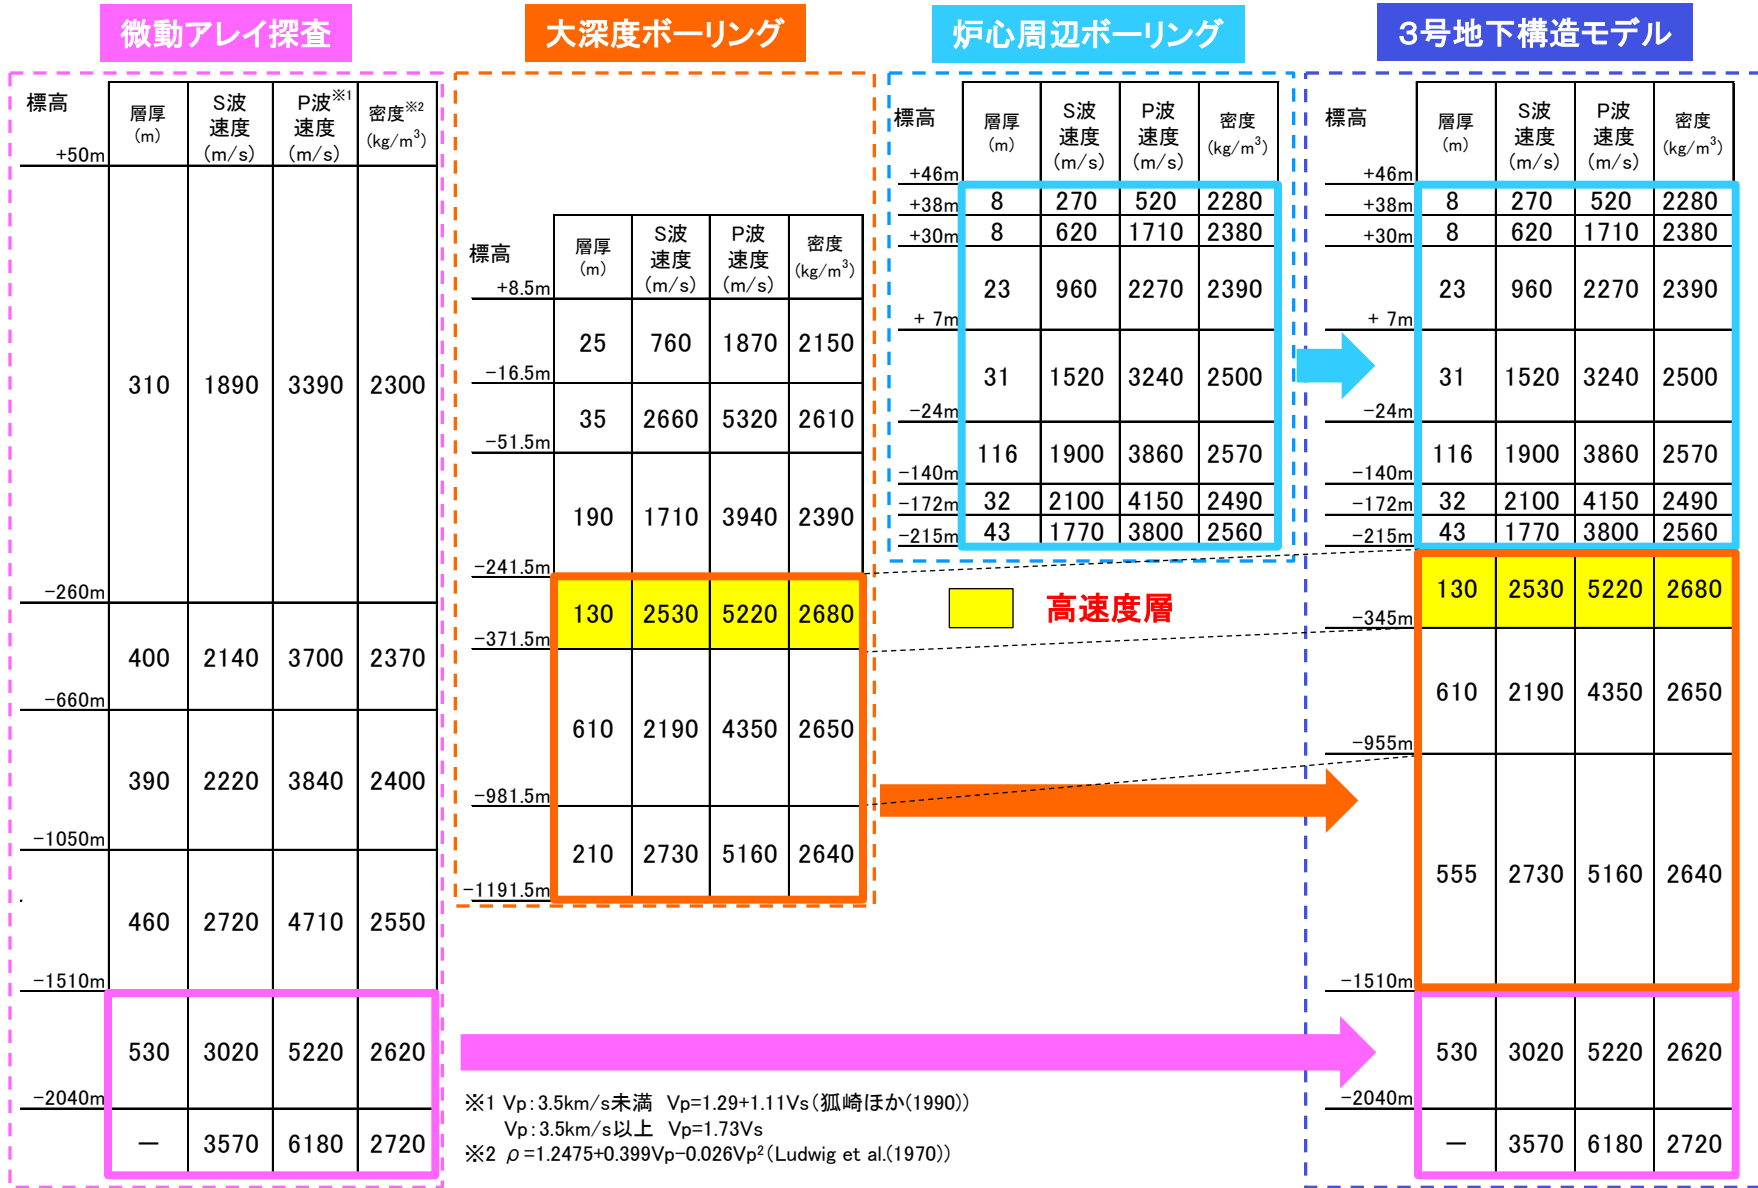 微動アレイ探査
標高
層厚
(m)
S波
速度
(m/s)
P波※1
速度
(m/s)
密度※2
(kg/m3)
+50m
310 1890 3390 2300
-260m
400 2140 3700 2370
-660m
390 2220 3840 2400
-1050m
460 2720 4710 2550
-1510m
530 3020 5220 2620
-2040m
― 3570 6180 2720
大深度ボーリング
標高
層厚
(m)
S波
速度
(m/s)
P波
速度
(m/s)
密度
(kg/m3)
+8.5m
25 760 1870 2150
-16.5m
35 2660 5320 2610
-51.5m
190 1710 3940 2390
-241.5m
130 2530 5220 2680
-371.5m
610 2190 4350 2650
-981.5m
210 2730 5160 2640
-1191.5m
炉心周辺ボーリング
標高
層厚
(m)
S波
速度
(m/s)
P波
速度
(m/s)
密度
(kg/m3)
+46m
8 270 520 2280
+38m
8 620 1710 2380
+30m
23 960 2270 2390
+ 7m
31 1520 3240 2500
-24m
116 1900 3860 2570
-140m
32 2100 4150 2490
-172m
43 1770 3800 2560
-215m
高速度層
3号地下構造モデル
標高
層厚
(m)
S波
速度
(m/s)
P波
速度
(m/s)
密度
(kg/m3)
+46m
8 270 520 2280
+38m
8 620 1710 2380
+30m
23 960 2270 2390
+ 7m
31 1520 3240 2500
-24m
116 1900 3860 2570
-140m
32 2100 4150 2490
-172m
43 1770 3800 2560
-215m
130 2530 5220 2680
-345m
610 2190 4350 2650
-955m
555 2730 5160 2640
-1510m
530 3020 5220 2620
-2040m
― 3570 6180 2720
※1 Vp:3.5km/s未満 Vp=1.29+1.11Vs(狐崎ほか(1990))
Vp:3.5km/s以上 Vp=1.73Vs
※2 ρ=1.2475+0.399Vp-0.026Vp²(Ludwig et al.(1970))